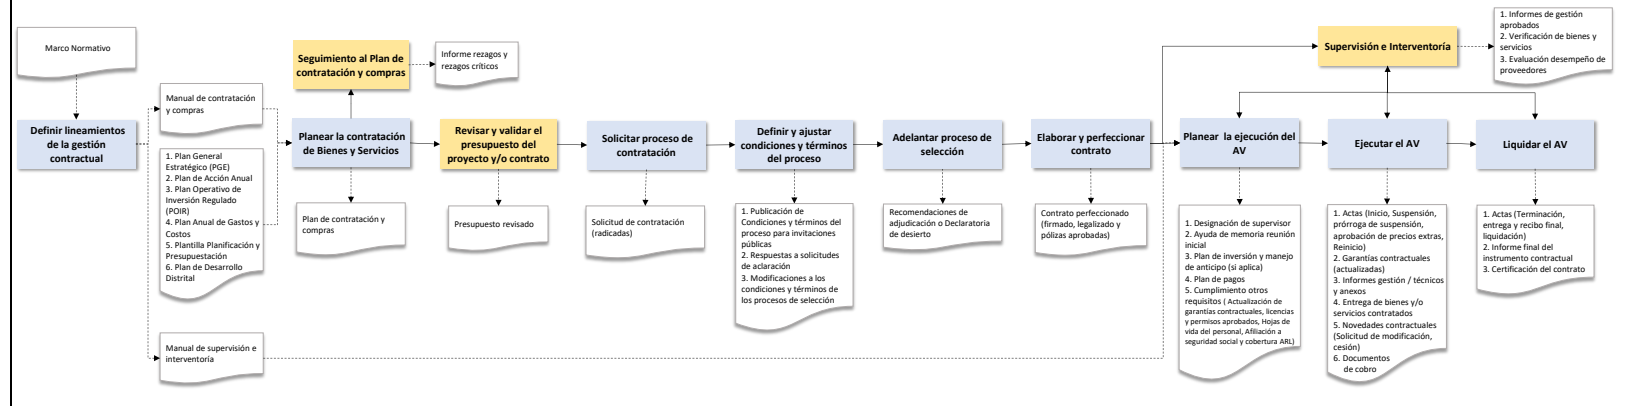 Marco Normativo
Definir lineamientos
de la gestión
contractual
Manual de contratación
y compras
1. Plan General
Estratégico (PGE)
2. Plan de Acción Anual
3. Plan Operativo de
Inversión Regulado
(POIR)
4. Plan Anual de Gastos y
Costos
5. Plantilla Planificación y
Presupuestación
6. Plan de Desarrollo
Distrital
Manual de supervisión e
interventoría
Seguimiento al Plan de
contratación y compras
Informe rezagos y
rezagos críticos
Planear la contratación
de Bienes y Servicios
Plan de contratación y
compras
Revisar y validar el
presupuesto del
proyecto y/o contrato
Presupuesto revisado
Solicitar proceso de
contratación
Solicitud de contratación
(radicadas)
Definir y ajustar
condiciones y términos
del proceso
1. Publicación de
Condiciones y términos del
proceso para invitaciones
públicas
2. Respuestas a solicitudes
de aclaración
3. Modificaciones a los
condiciones y términos de
los procesos de selección
Adelantar proceso de
selección
Recomendaciones de
adjudicación o Declaratoria
de desierto
Elaborar y perfeccionar
contrato
Contrato perfeccionado
(firmado, legalizado y
pólizas aprobadas)
Supervisión e Interventoría
1. Informes de gestión
aprobados
2. Verificación de bienes y
servicios
3. Evaluación desempeño de
proveedores
Planear la ejecución del
AV
1. Designación de supervisor
2. Ayuda de memoria reunión
inicial
3. Plan de inversión y manejo
de anticipo (si aplica)
4. Plan de pagos
5. Cumplimiento otros
requisitos ( Actualización de
garantías contractuales, licencias
y permisos aprobados, Hojas de
vida del personal, Afiliación a
seguridad social y cobertura ARL)
Ejecutar el AV
1. Actas (Inicio, Suspensión,
prórroga de suspensión,
aprobación de precios extras,
Reinicio)
2. Garantías contractuales
(actualizadas)
3. Informes gestión / técnicos
y anexos
4. Entrega de bienes y/o
servicios contratados
5. Novedades contractuales
(Solicitud de modificación,
cesión)
6. Documentos
de cobro
Liquidar el AV
1. Actas (Terminación,
entrega y recibo final,
liquidación)
2. Informe final del
instrumento contractual
3. Certificación del contrato